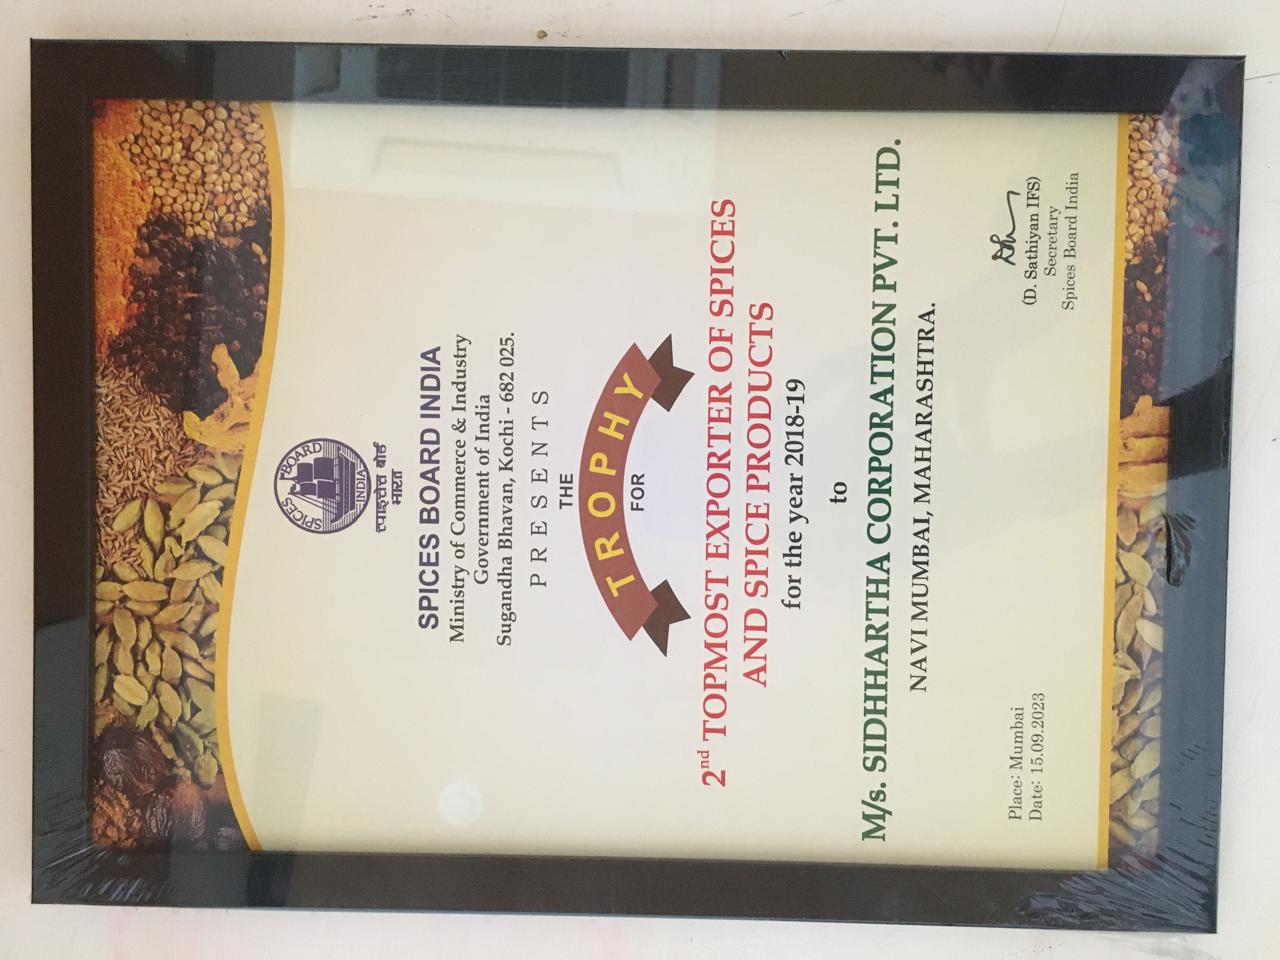 SPICES BOARD
INDIA
स्पाइसेस बोर्ड
भारत
SPICES BOARD INDIA
Ministry of Commerce & Industry
Government of India
Sugandha Bhavan, Kochi - 682 025.
PRESENTS
THE
TROPHY
FOR
2nd TOPMOST EXPORTER OF SPICES
AND SPICE PRODUCTS
for the year 2018-19
to
M/s. SIDHHARTHA CORPORATION PVT. LTD.
NAVI MUMBAI, MAHARASHTRA.
Place: Mumbai
Date: 15.09.2023
(D. Sathiyan IFS)
Secretary
Spices Board India